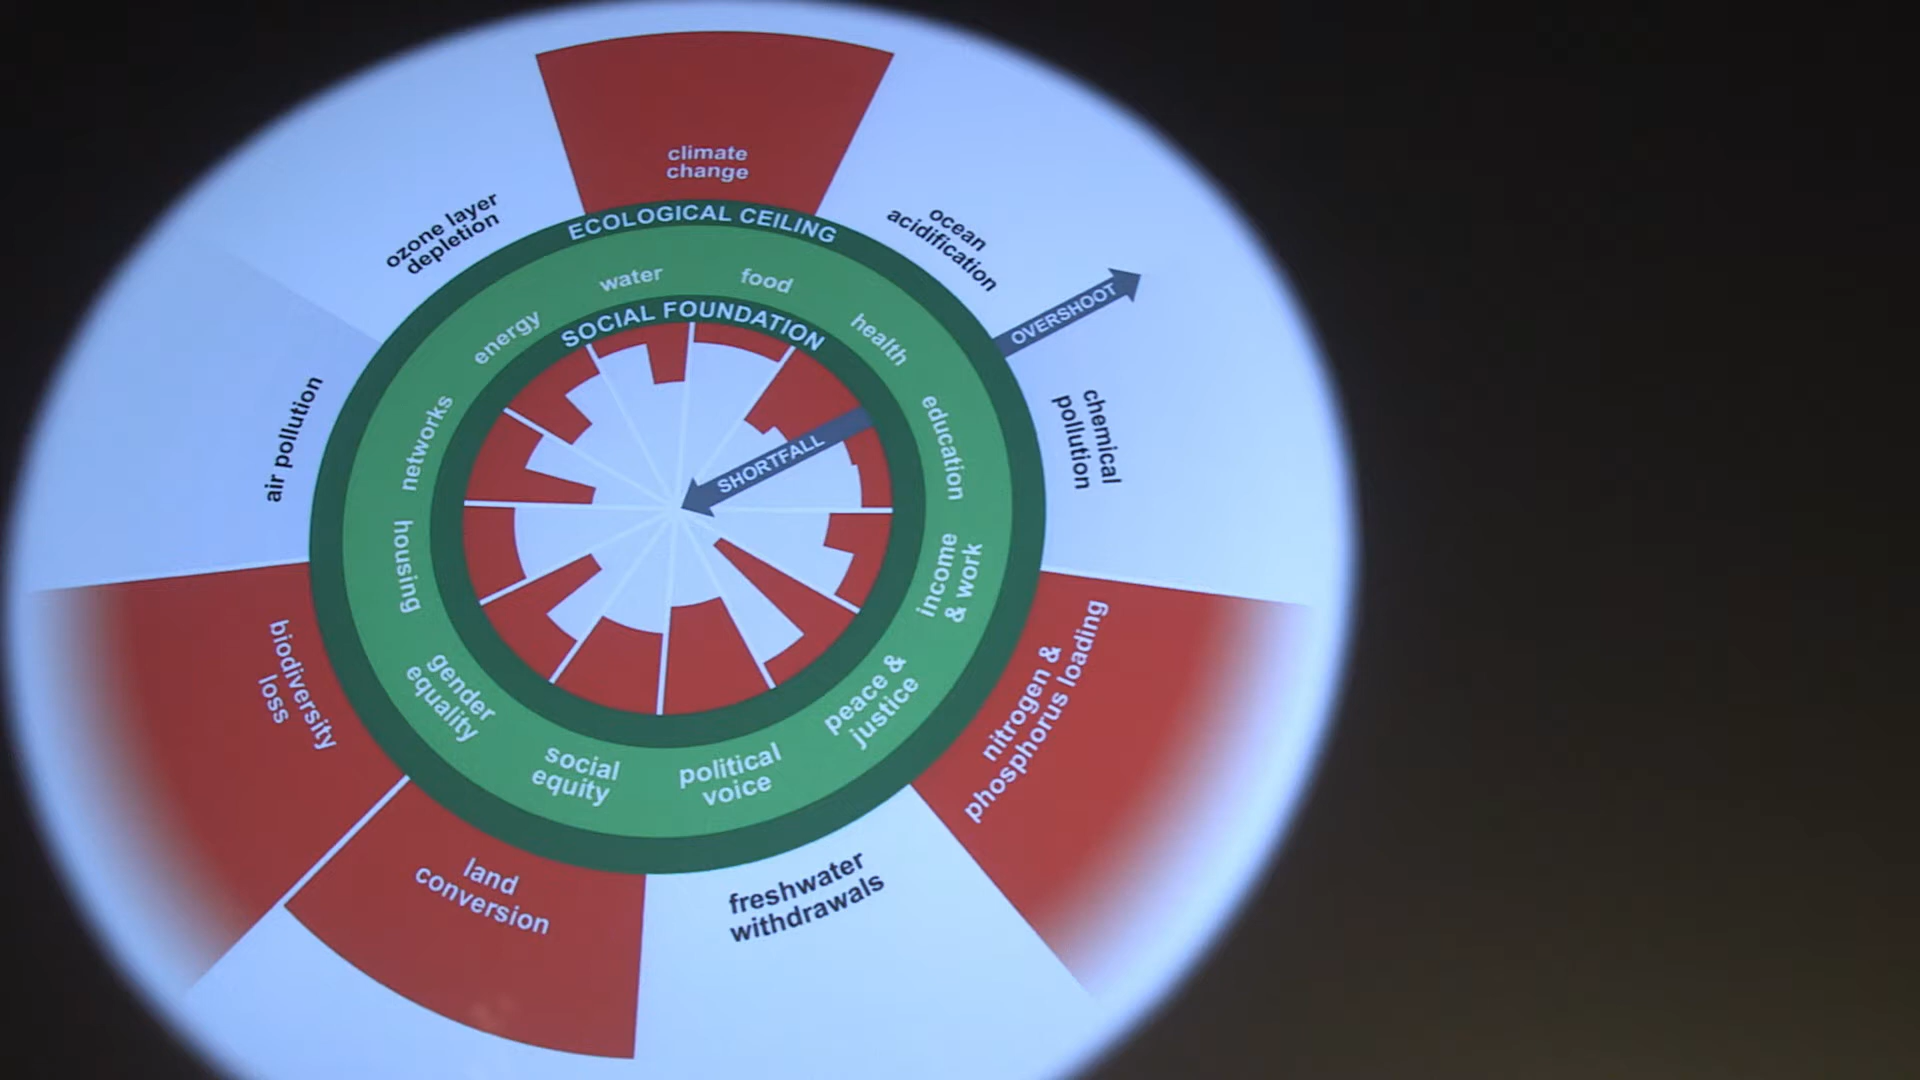 climate
change
ozone layer
depletion
ECOLOGICAL CEILING
ocean
acidification
water
food
OVERSHOOT
energy
SOCIAL FOUNDATION
health
air pollution
networks
SHORTFALL
education
chemical
pollution
housing
income
& work
biodiversity
loss
gender
equality
peace &
justice
nitrogen &
phosphorus loading
social
equity
political
voice
land
conversion
freshwater
withdrawals